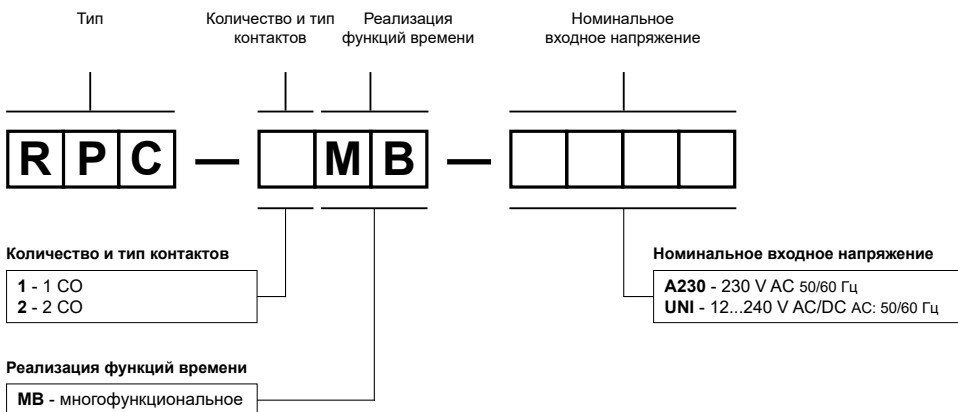 Тип
Количество и тип
контактов
Реализация
функций времени
Номинальное
входное напряжение
R P C — M B —
Количество и тип контактов
1 - 1 CO
2 - 2 CO
Номинальное входное напряжение
A230 - 230 V AC 50/60 Гц
UNI - 12...240 V AC/DC AC: 50/60 Гц
Реализация функций времени
MB - многофункциональное